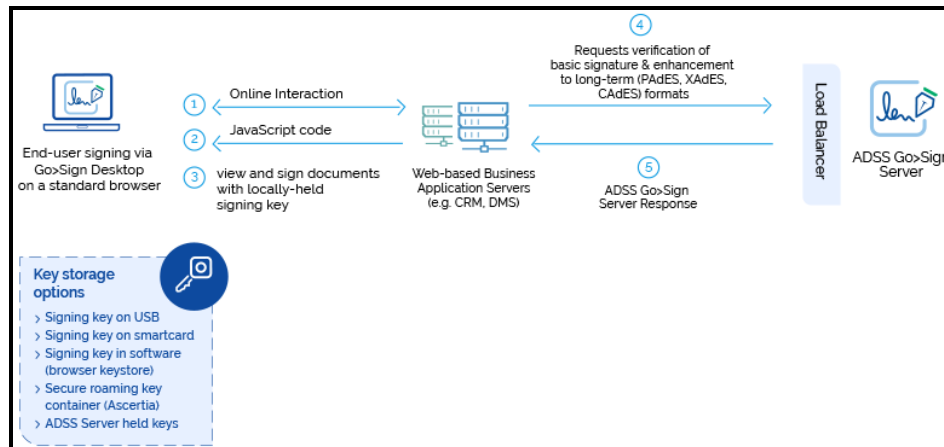 4
Requests verification of
basic signature & enhancement
to long-term (PAdES, XAdES,
CAdES) formats
1
Online Interaction
2
JavaScript code
3
view and sign documents
with locally-held
signing key
End-user signing via
Go>Sign Desktop
on a standard browser
Web-based Business
Application Servers
(e.g. CRM, DMS)
5
ADSS Go>Sign
Server Response
Load Balancer
ADSS Go>Sign
Server
Key storage
options
> Signing key on USB
> Signing key on smartcard
> Signing key in software
(browser keystore)
> Secure roaming key
container (Ascertia)
> ADSS Server held keys